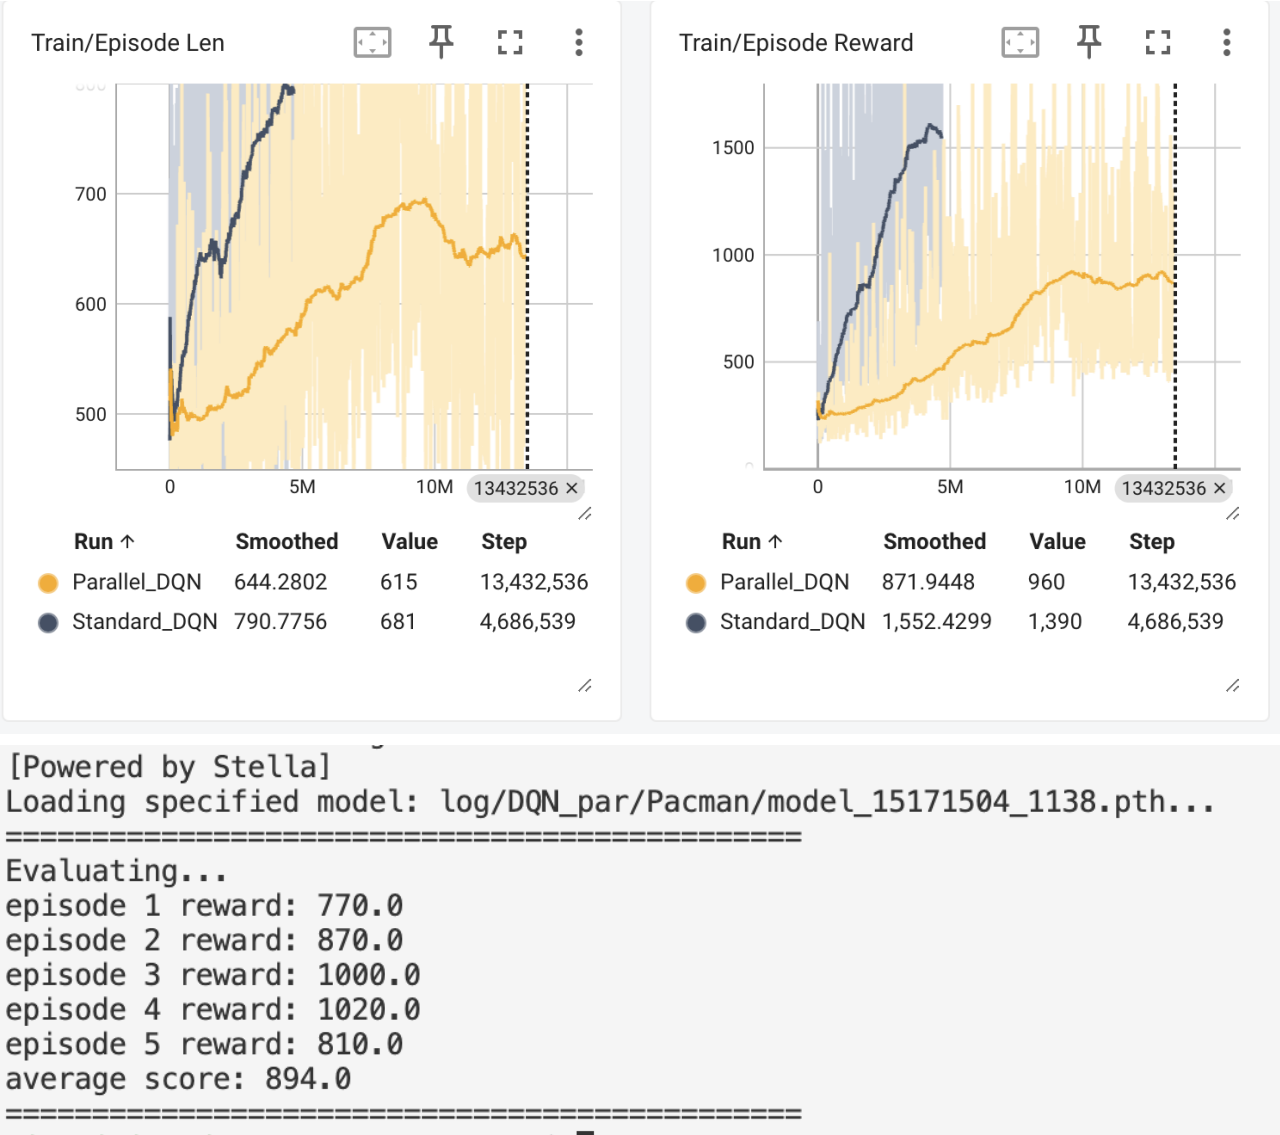 Train/Episode Len
700
600
500
0 5M 10M 13432536 ×
Run ↑ Smoothed Value Step
Parallel_DQN 644.2802 615 13,432,536
Standard_DQN 790.7756 681 4,686,539
Train/Episode Reward
1500
1000
500
0 5M 10M 13432536 ×
Run ↑ Smoothed Value Step
Parallel_DQN 871.9448 960 13,432,536
Standard_DQN 1,552.4299 1,390 4,686,539
[Powered by Stella]
Loading specified model: log/DQN_par/Pacman/model_15171504_1138.pth...
==============================================
Evaluating...
episode 1 reward: 770.0
episode 2 reward: 870.0
episode 3 reward: 1000.0
episode 4 reward: 1020.0
episode 5 reward: 810.0
average score: 894.0
==============================================